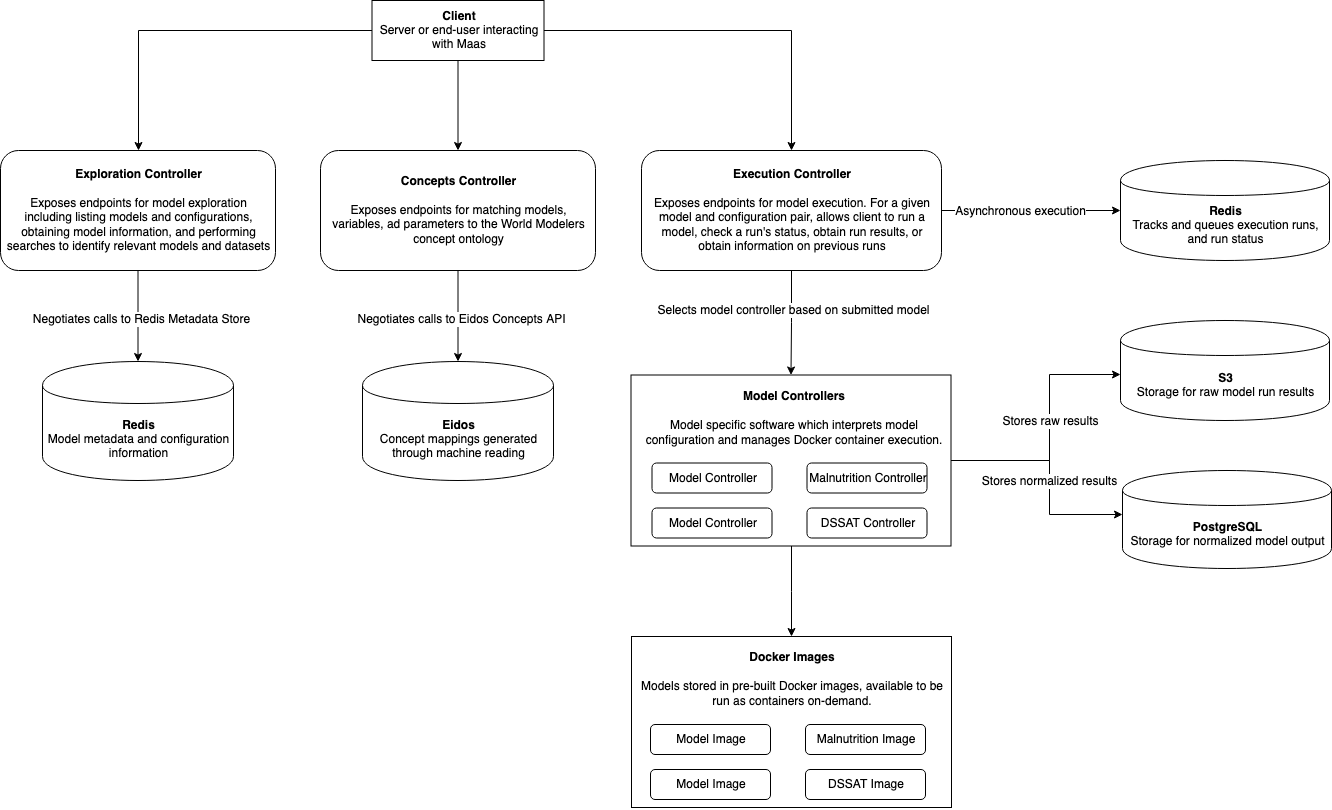 Client
Server or end-user interacting
with Maas
Exploration Controller
Exposes endpoints for model exploration
including listing models and configurations,
obtaining model information, and performing
searches to identify relevant models and datasets
Concepts Controller
Exposes endpoints for matching models,
variables, ad parameters to the World Modelers
concept ontology
Execution Controller
Exposes endpoints for model execution. For a given
model and configuration pair, allows client to run a
model, check a run's status, obtain run results, or
obtain information on previous runs
Asynchronous execution
Redis
Tracks and queues execution runs,
and run status
Negotiates calls to Redis Metadata Store
Negotiates calls to Eidos Concepts API
Selects model controller based on submitted model
Redis
Model metadata and configuration
information
Eidos
Concept mappings generated
through machine reading
Model Controllers
Model specific software which interprets model
configuration and manages Docker container execution.
Model Controller
Malnutrition Controller
Model Controller
DSSAT Controller
Stores raw results
Stores normalized results
S3
Storage for raw model run results
PostgreSQL
Storage for normalized model output
Docker Images
Models stored in pre-built Docker images, available to be
run as containers on-demand.
Model Image
Malnutrition Image
Model Image
DSSAT Image